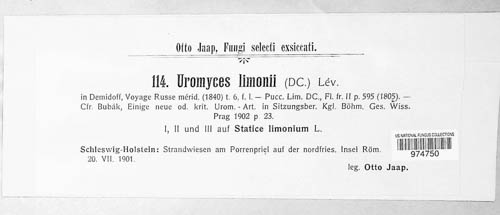 Otto Jaap, Fungi selecti exsiccati.
114. Uromyces limonii (DC.) Lév.
in Demidoff, Voyage Russe mérid. (1840) t. 6, f. I. — Pucc. Lim. DC., Fl. fr. II p. 595 (1805). —
Cfr. Bubák, Einige neue od. krit. Urom.-Art. in Sitzungsber. Kgl. Böhm. Ges. Wiss.
Prag 1902 p 23.
I, II und III auf Statice limonium L.
Schleswig-Holstein: Strandwiesen am Porrenpriel auf der nordfries. Insel Röm.
20. VII. 1901.
leg. Otto Jaap.
US NATIONAL FUNGUS COLLECTIONS
974750